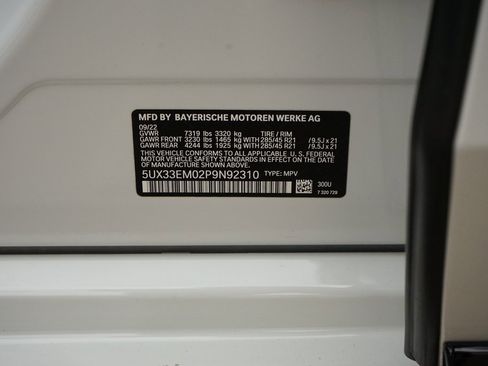 MFD BY BAYERISCHE MOTOREN WERKE AG
09/22
GVWR 7319 lbs 3320 kg TIRE / RIM
GAWR FRONT 3230 lbs 1465 kg WITH 285/45 R21 /9,5J x 21
GAWR REAR 4244 lbs 1925 kg WITH 285/45 R21 /9,5J x 21
THIS VEHICLE CONFORMS TO ALL APPLICABLE U. S. FEDERAL
MOTOR VEHICLE SAFETY STANDARDS IN EFFECT ON THE DATE
OF MANUFACTURE SHOWN ABOVE.
5UX33EM02P9N92310 TYPE: MPV
300U
7 320 729